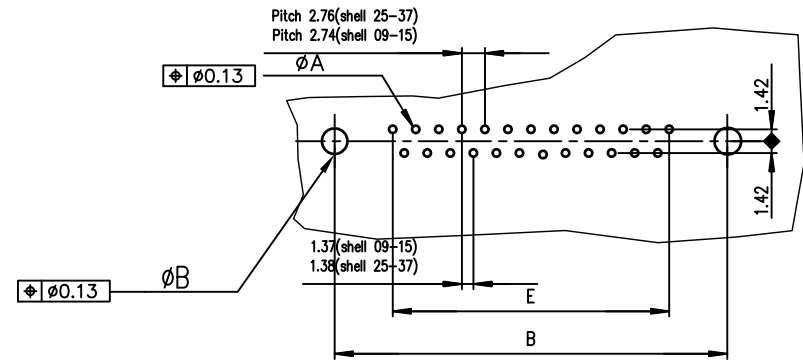 Pitch 2.76(shell 25-37)
Pitch 2.74(shell 09-15)
⌖ ø0.13
øA
1.42
1.42
1.37(shell 09-15)
1.38(shell 25-37)
⌖ ø0.13
øB
E
B